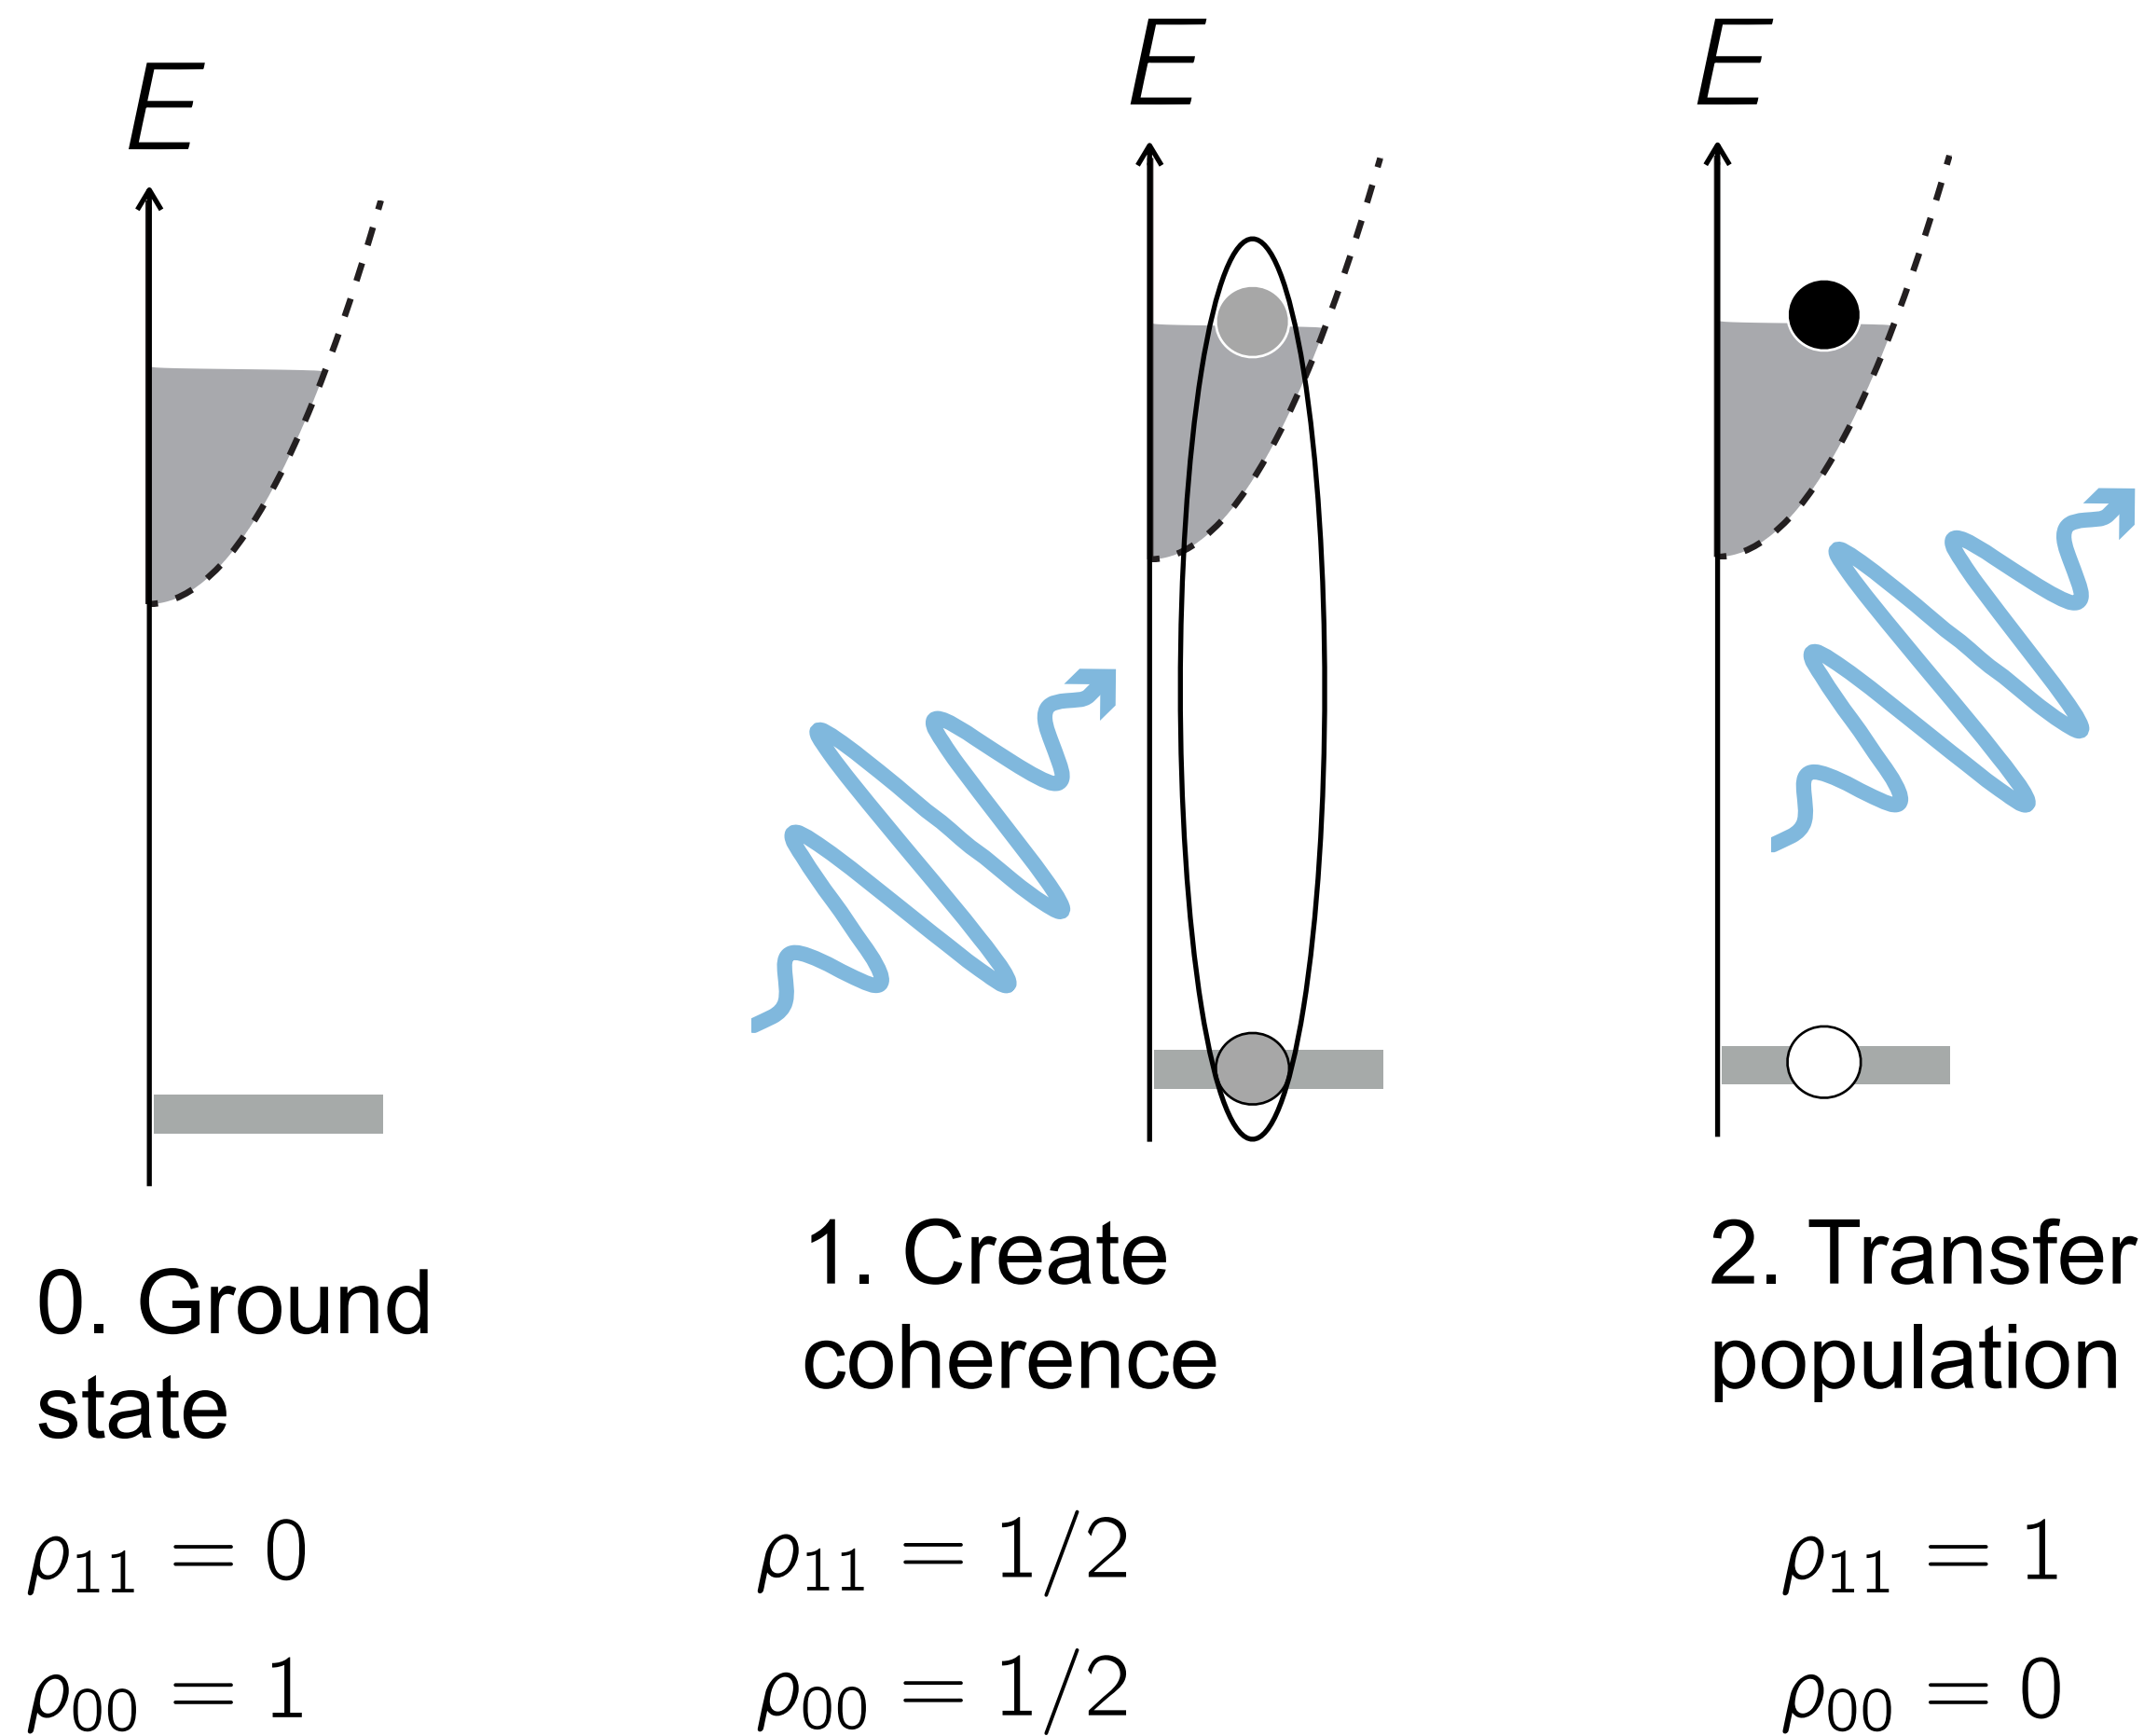 E
E
E
0. Ground
state
1. Create
coherence
2. Transfer
population
ρ₁₁ = 0
ρ₁₁ = 1/2
ρ₁₁ = 1
ρ₀₀ = 1
ρ₀₀ = 1/2
ρ₀₀ = 0